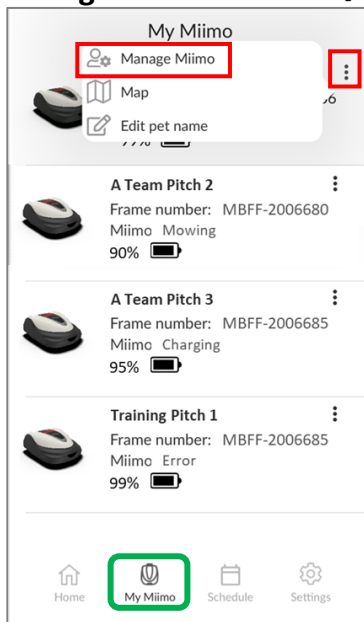 My Miimo
Manage Miimo
Map
Edit pet name
A Team Pitch 2
Frame number: MBFF-2006680
Miimo Mowing
90%
A Team Pitch 3
Frame number: MBFF-2006685
Miimo Charging
95%
Training Pitch 1
Frame number: MBFF-2006685
Miimo Error
99%
Home
My Miimo
Schedule
Settings